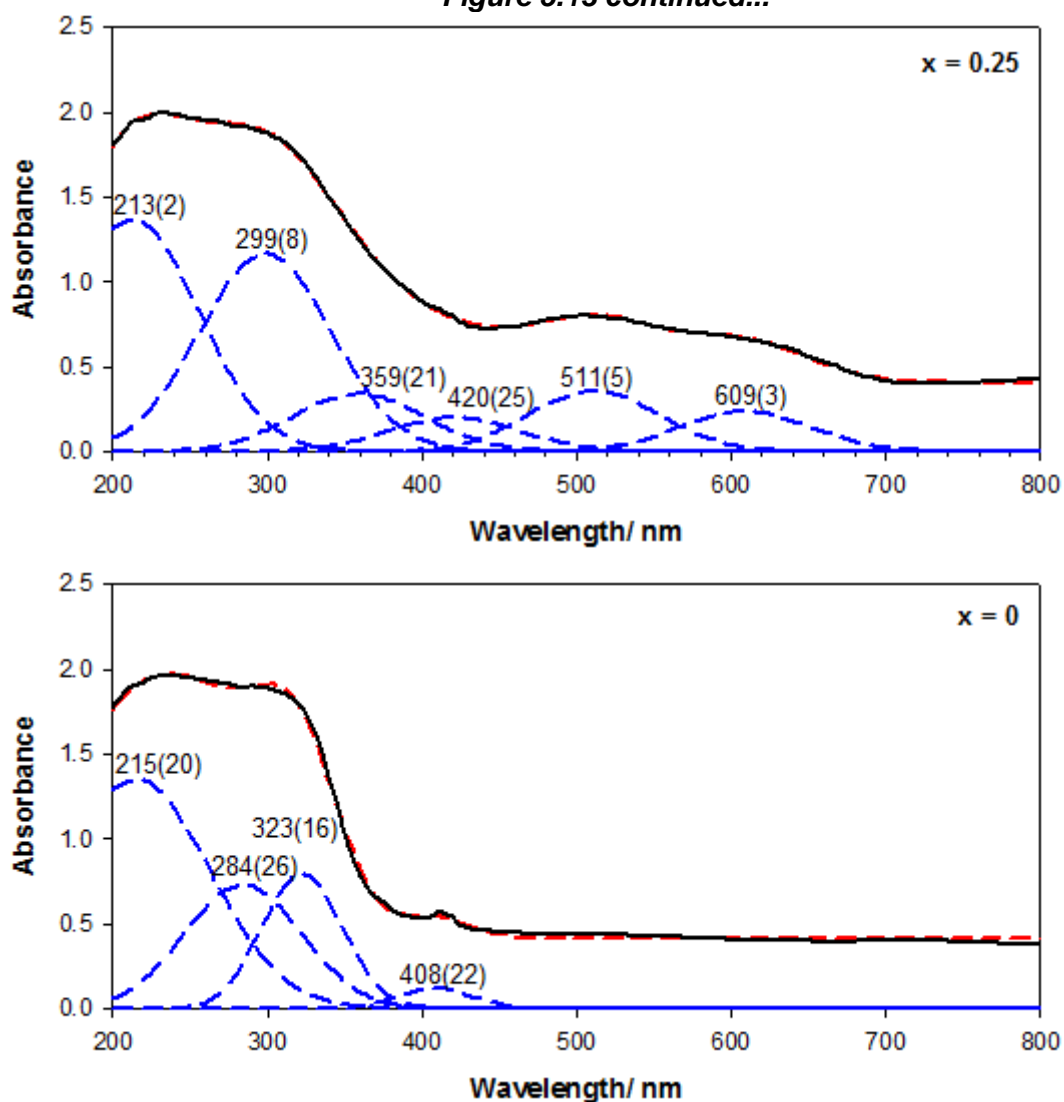 Figure 3.13 continued...
2.5
x = 0.25
2.0
1.5
213(2)
299(8)
1.0
359(21)
420(25)
511(5)
609(3)
0.5
0.0
Absorbance
200 300 400 500 600 700 800
Wavelength/ nm
2.5
x = 0
2.0
1.5
215(20)
323(16)
1.0
284(26)
0.5
408(22)
0.0
Absorbance
200 300 400 500 600 700 800
Wavelength/ nm